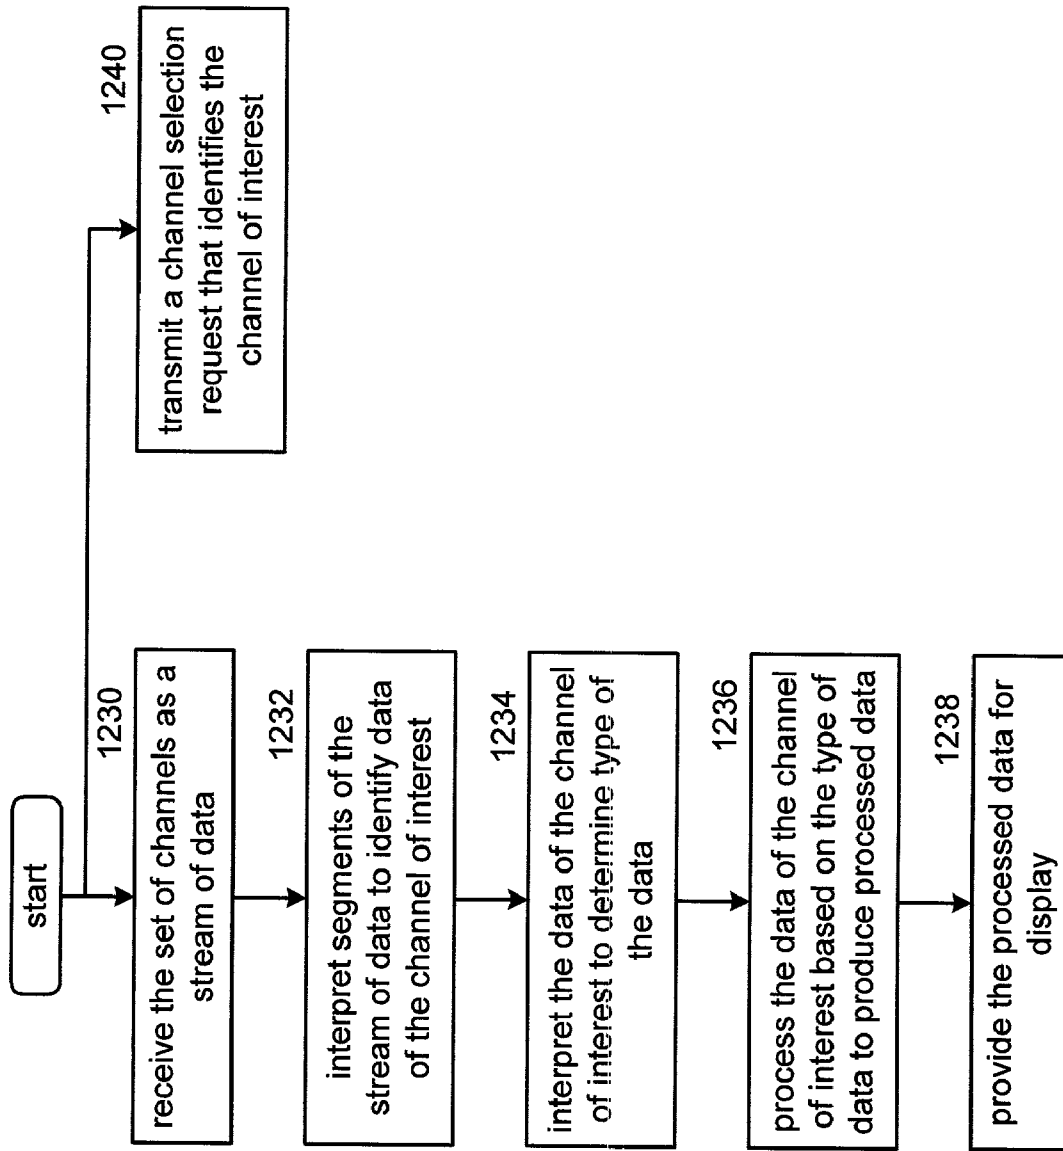 start
1230
receive the set of channels as a
stream of data
1232
interpret segments of the
stream of data to identify data
of the channel of interest
1234
interpret the data of the channel
of interest to determine type of
the data
1236
process the data of the channel
of interest based on the type of
data to produce processed data
1238
provide the processed data for
display
1240
transmit a channel selection
request that identifies the
channel of interest